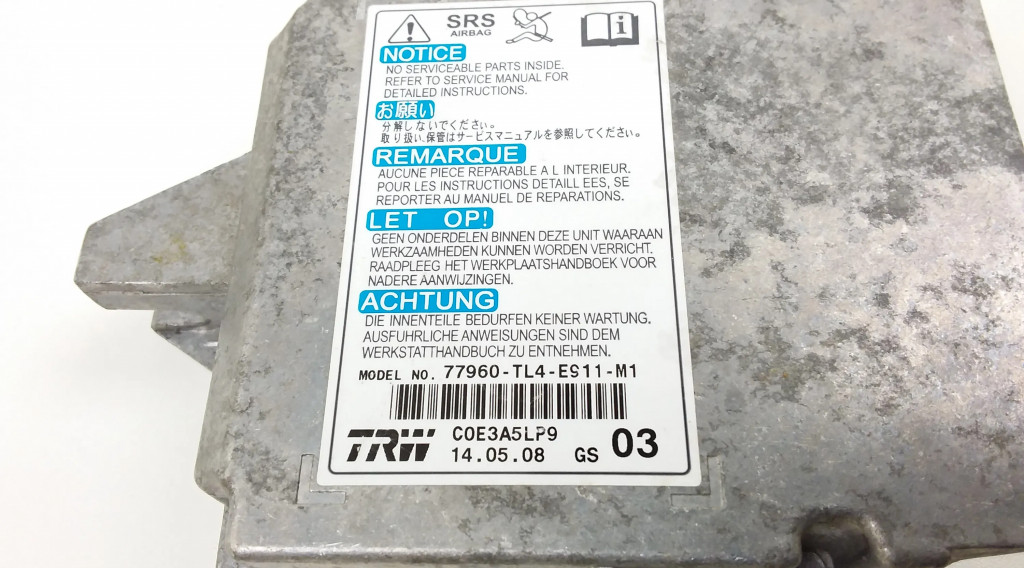 SRS
AIRBAG
NOTICE
NO SERVICEABLE PARTS INSIDE.
REFER TO SERVICE MANUAL FOR
DETAILED INSTRUCTIONS.
お願い
分解しないでください。
取り扱い、保管はサービスマニュアルを参照してください。
REMARQUE
AUCUNE PIECE REPARABLE A L INTERIEUR.
POUR LES INSTRUCTIONS DETAILL EES, SE
REPORTER AU MANUEL DE REPARATIONS.
LET OP!
GEEN ONDERDELEN BINNEN DEZE UNIT WAARAAN
WERKZAAMHEDEN KUNNEN WORDEN VERRICHT.
RAADPLEEG HET WERKPLAATSHANDBOEK VOOR
NADERE AANWIJZINGEN.
ACHTUNG
DIE INNENTEILE BEDURFEN KEINER WARTUNG.
AUSFUHRLICHE ANWEISUNGEN SIND DEM
WERKSTATTHANDBUCH ZU ENTNEHMEN.
MODEL NO. 77960-TL4-E911-M1
TRW C0E3A5LP9
14.05.08 GS 03